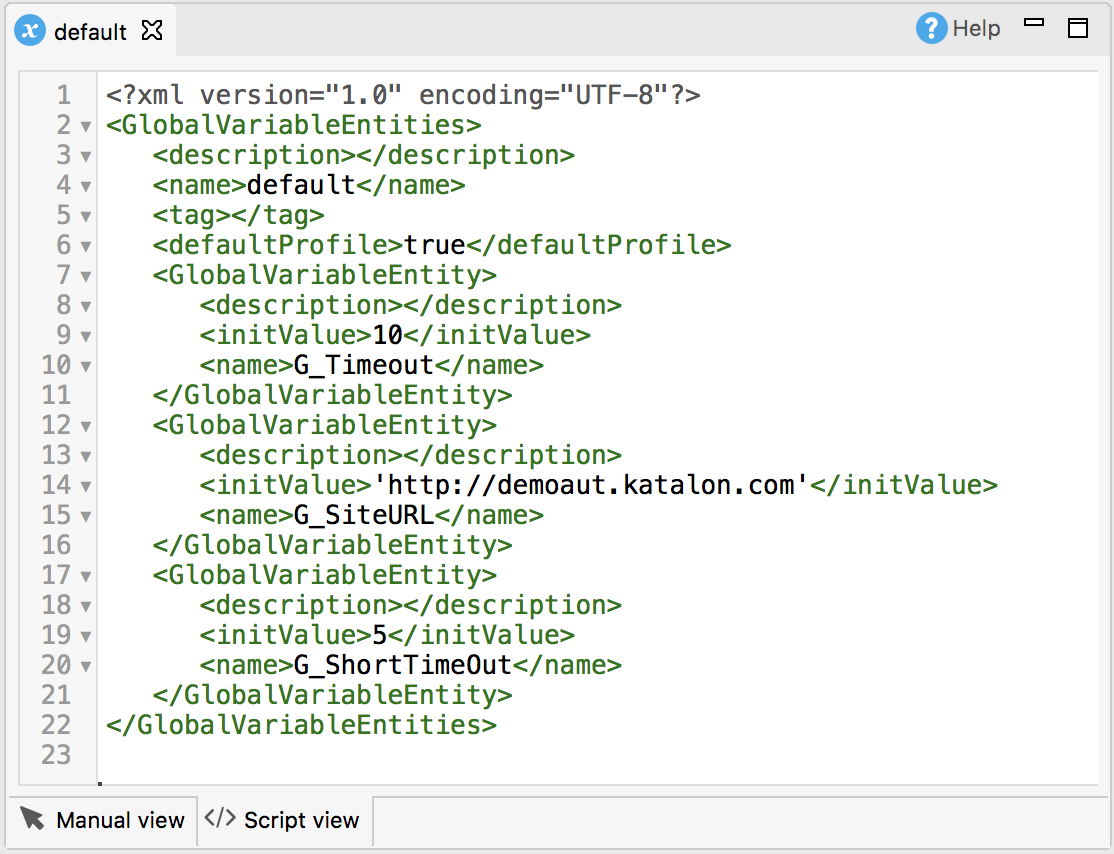 default
Help
1 <?xml version="1.0" encoding="UTF-8"?>
2 <GlobalVariableEntities>
3    <description></description>
4    <name>default</name>
5    <tag></tag>
6    <defaultProfile>true</defaultProfile>
7    <GlobalVariableEntity>
8       <description></description>
9       <initValue>10</initValue>
10       <name>G_Timeout</name>
11    </GlobalVariableEntity>
12    <GlobalVariableEntity>
13       <description></description>
14       <initValue>'http://demoaut.katalon.com'</initValue>
15       <name>G_SiteURL</name>
16    </GlobalVariableEntity>
17    <GlobalVariableEntity>
18       <description></description>
19       <initValue>5</initValue>
20       <name>G_ShortTimeOut</name>
21    </GlobalVariableEntity>
22 </GlobalVariableEntities>
23
Manual view </> Script view